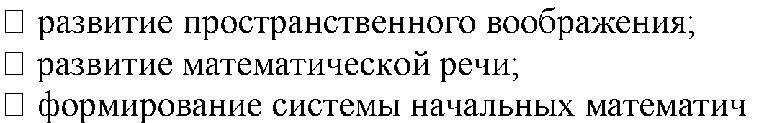 □ развитие пространственного воображения;
□ развитие математической речи;
□ формирование системы начальных математич